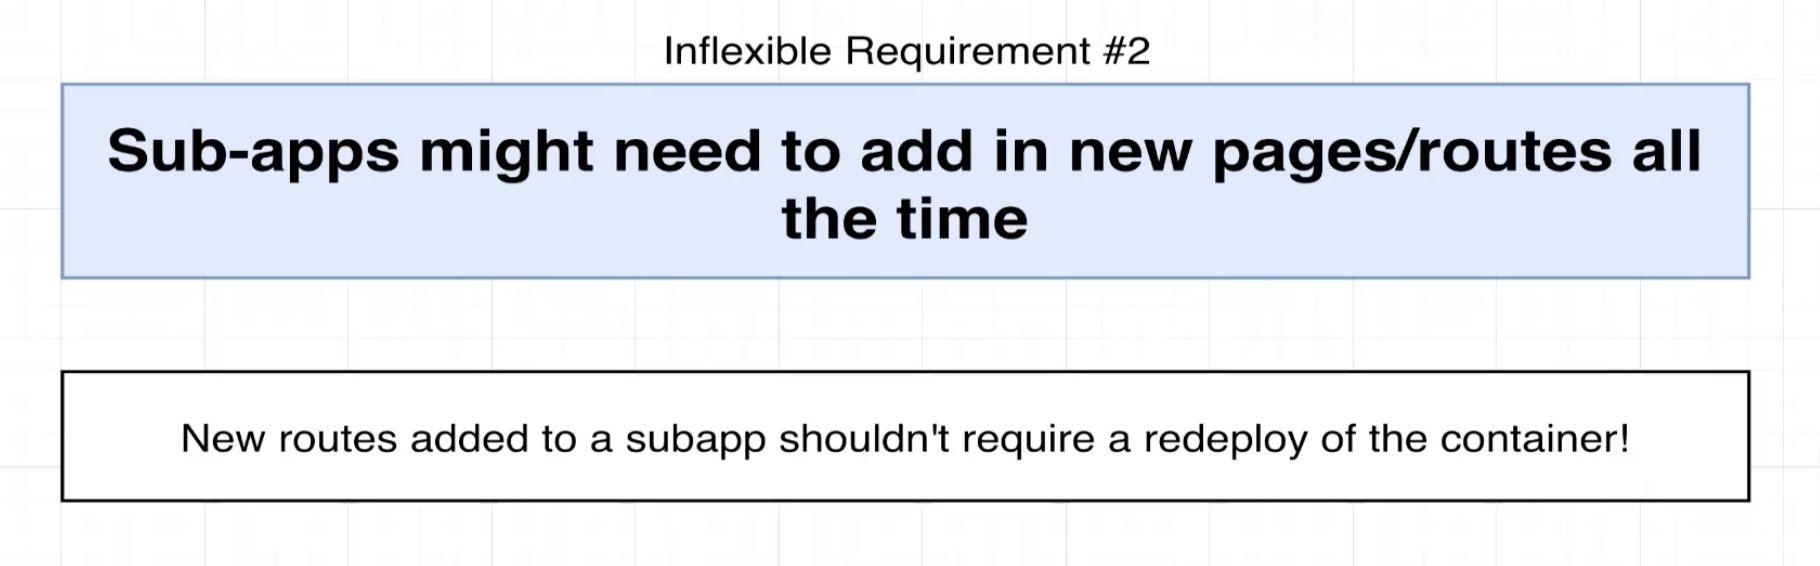 Inflexible Requirement #2
Sub-apps might need to add in new pages/routes all
the time
New routes added to a subapp shouldn't require a redeploy of the container!